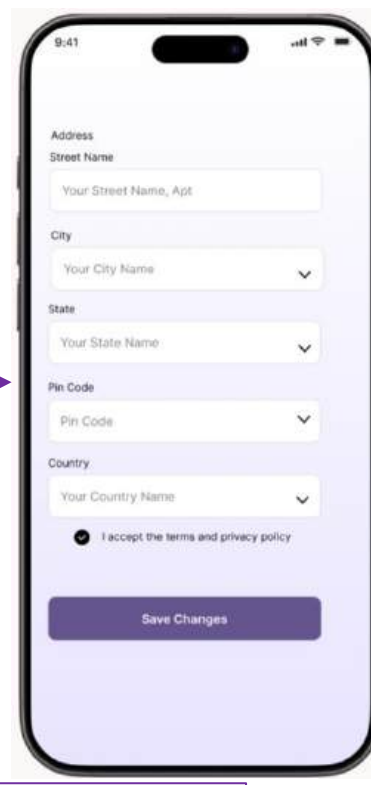 9:41
Address
Street Name
Your Street Name, Apt
City
Your City Name
State
Your State Name
Pin Code
Pin Code
Country
Your Country Name
I accept the terms and privacy policy
Save Changes